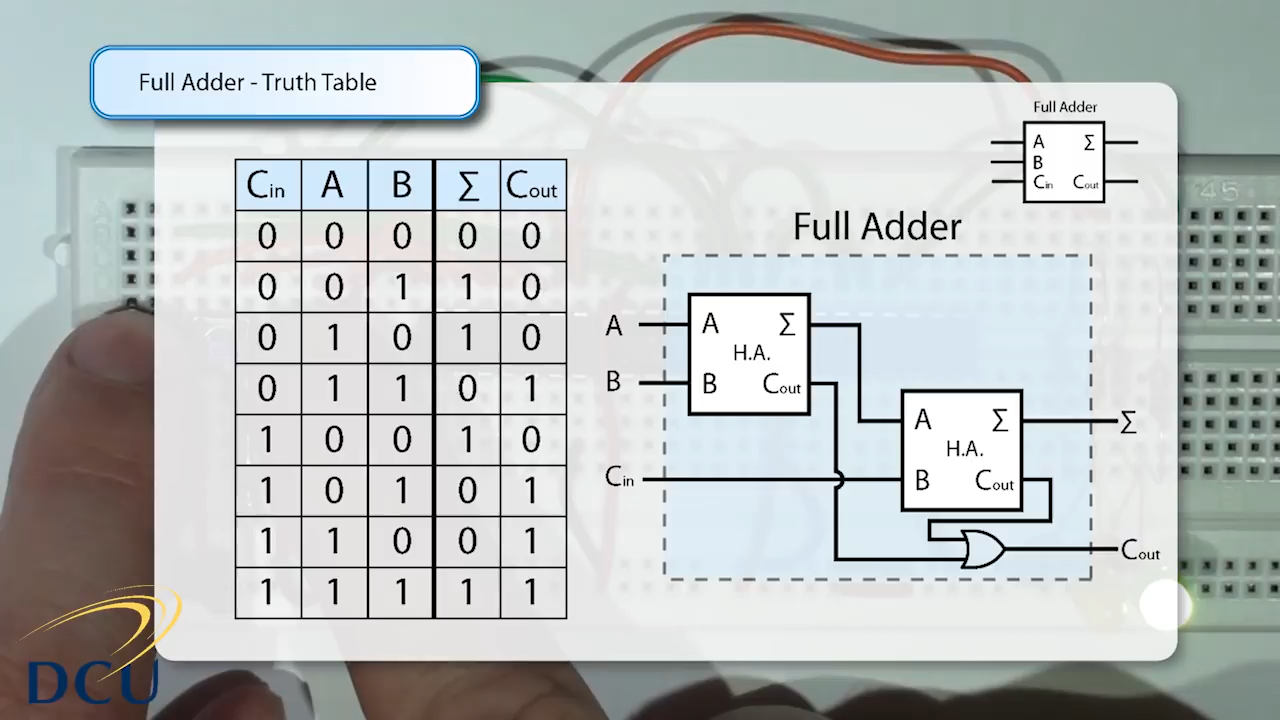 Full Adder - Truth Table
Cin A B Σ Cout
0 0 0 0 0
0 0 1 1 0
0 1 0 1 0
0 1 1 0 1
1 0 0 1 0
1 0 1 0 1
1 1 0 0 1
1 1 1 1 1
Full Adder
A Σ
B
Cin Cout
Full Adder
A A Σ
H.A.
B B Cout
A Σ Σ
H.A.
Cin B Cout
Cout
45
DCU